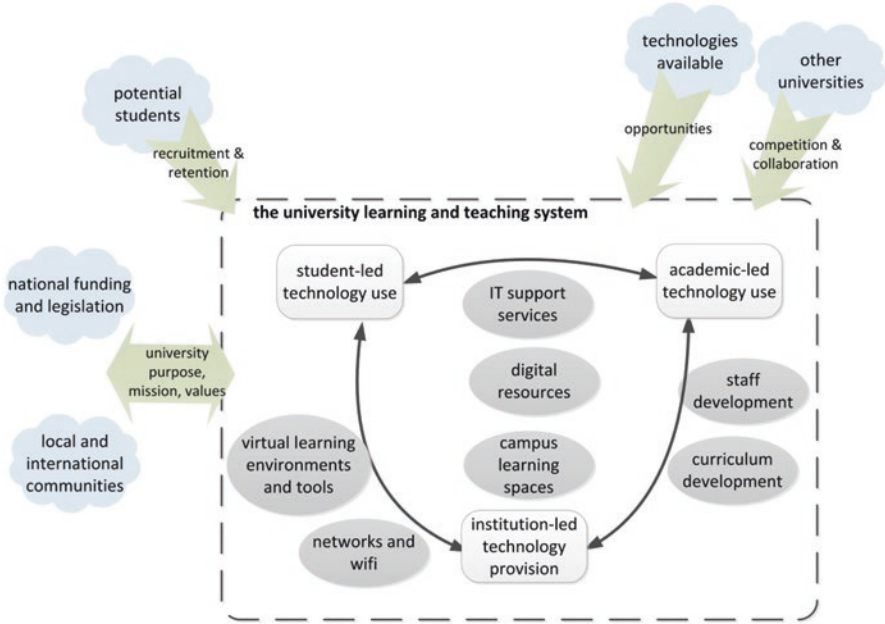 technologies
available
other
universities
potential
students
opportunities
competition &
collaboration
recruitment &
retention
the university learning and teaching system
student-led
technology use
academic-led
technology use
national funding
and legislation
IT support
services
university
purpose,
mission, values
digital
resources
staff
development
local and
international
communities
virtual learning
environments
and tools
campus
learning
spaces
curriculum
development
networks and
wifi
institution-led
technology
provision